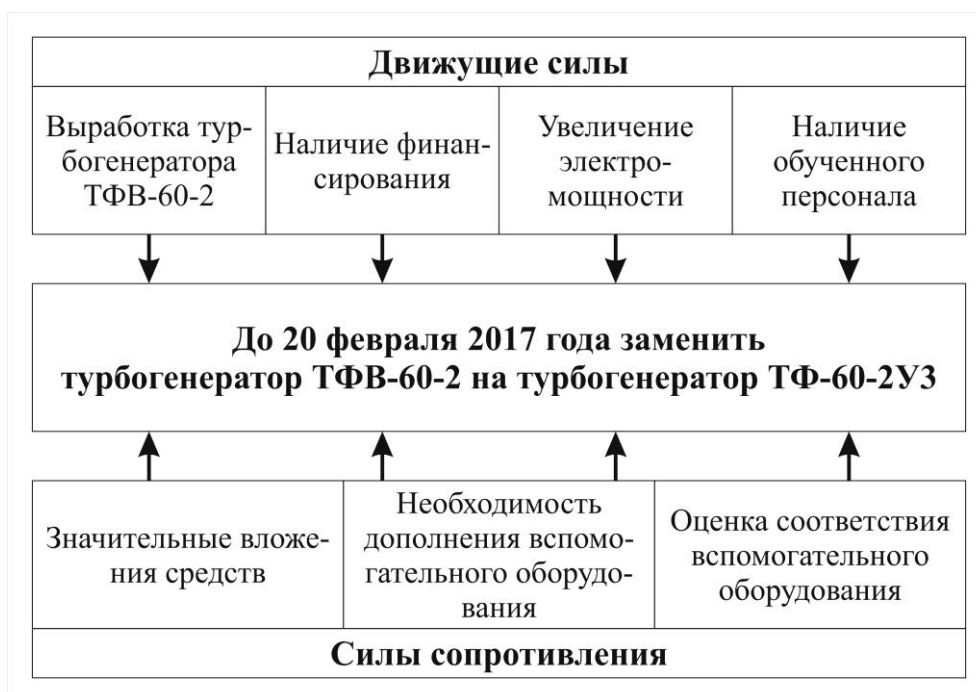 Движущие силы
Выработка тур-
богенератора
ТФВ-60-2
Наличие финан-
сирования
Увеличение
электро-
мощности
Наличие
обученного
персонала
До 20 февраля 2017 года заменить
турбогенератор ТФВ-60-2 на турбогенератор ТФ-60-2У3
Значительные вложе-
ния средств
Необходимость
дополнения вспомо-
гательного оборудо-
вания
Оценка соответствия
вспомогательного
оборудования
Силы сопротивления